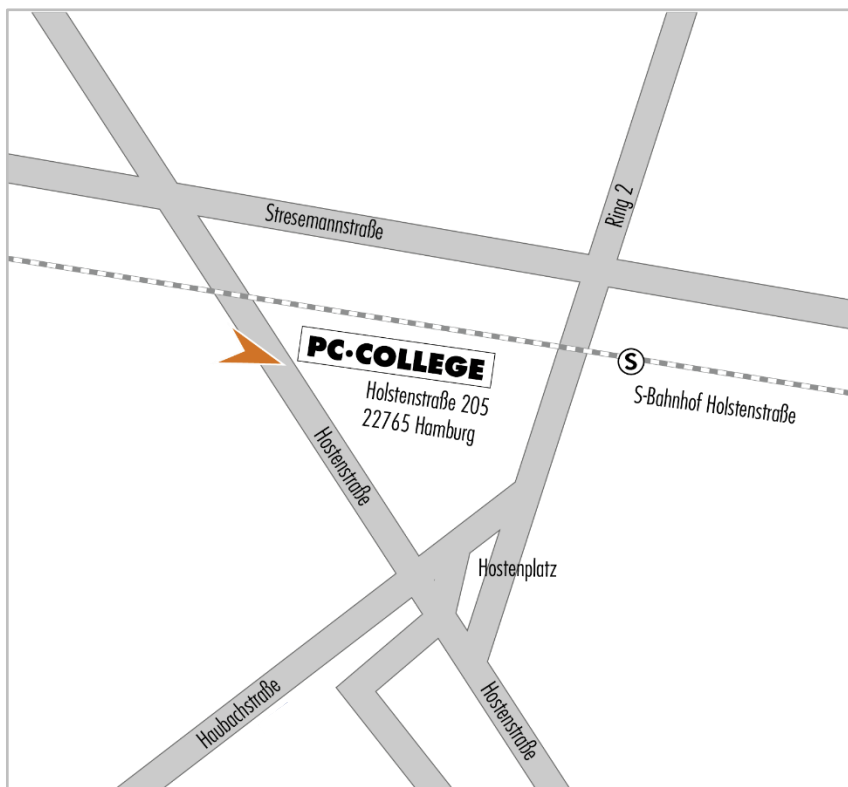 Ring 2
Stresemannstraße
PC·COLLEGE
Holstenstraße 205
22765 Hamburg
S
S-Bahnhof Holstenstraße
Hostenstraße
Hostenplatz
Haubachstraße
Hostenstraße